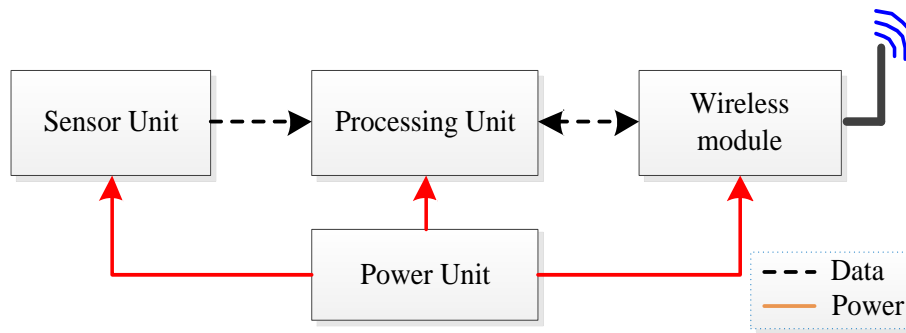 Sensor Unit
Processing Unit
Wireless
module
Power Unit
Data
Power